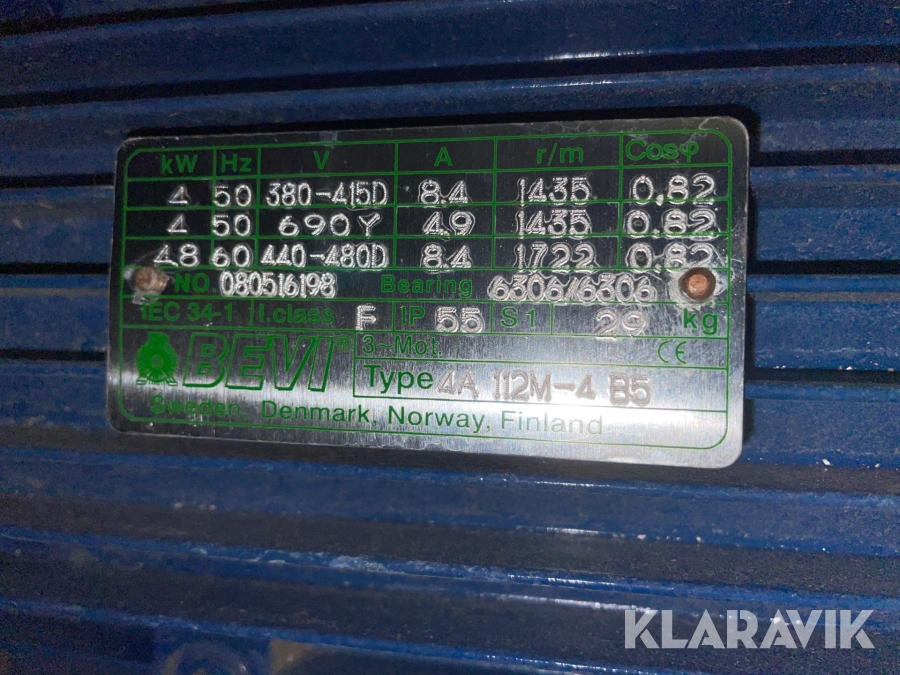 kW Hz V A r/m Cosφ
4 50 380-415D 8.4 1435 0.82
4 50 690Y 4.9 1435 0.82
4.8 60 440-480D 8.4 1722 0.82
NO. 080516198 Bearing 6306/6306
IEC 34-1 I.class F IP 55 S1 29 kg
BEVI® 3~Mot. CE
Type 4A 112M-4 B5
Sweden, Denmark, Norway, Finland
KLARAVIK